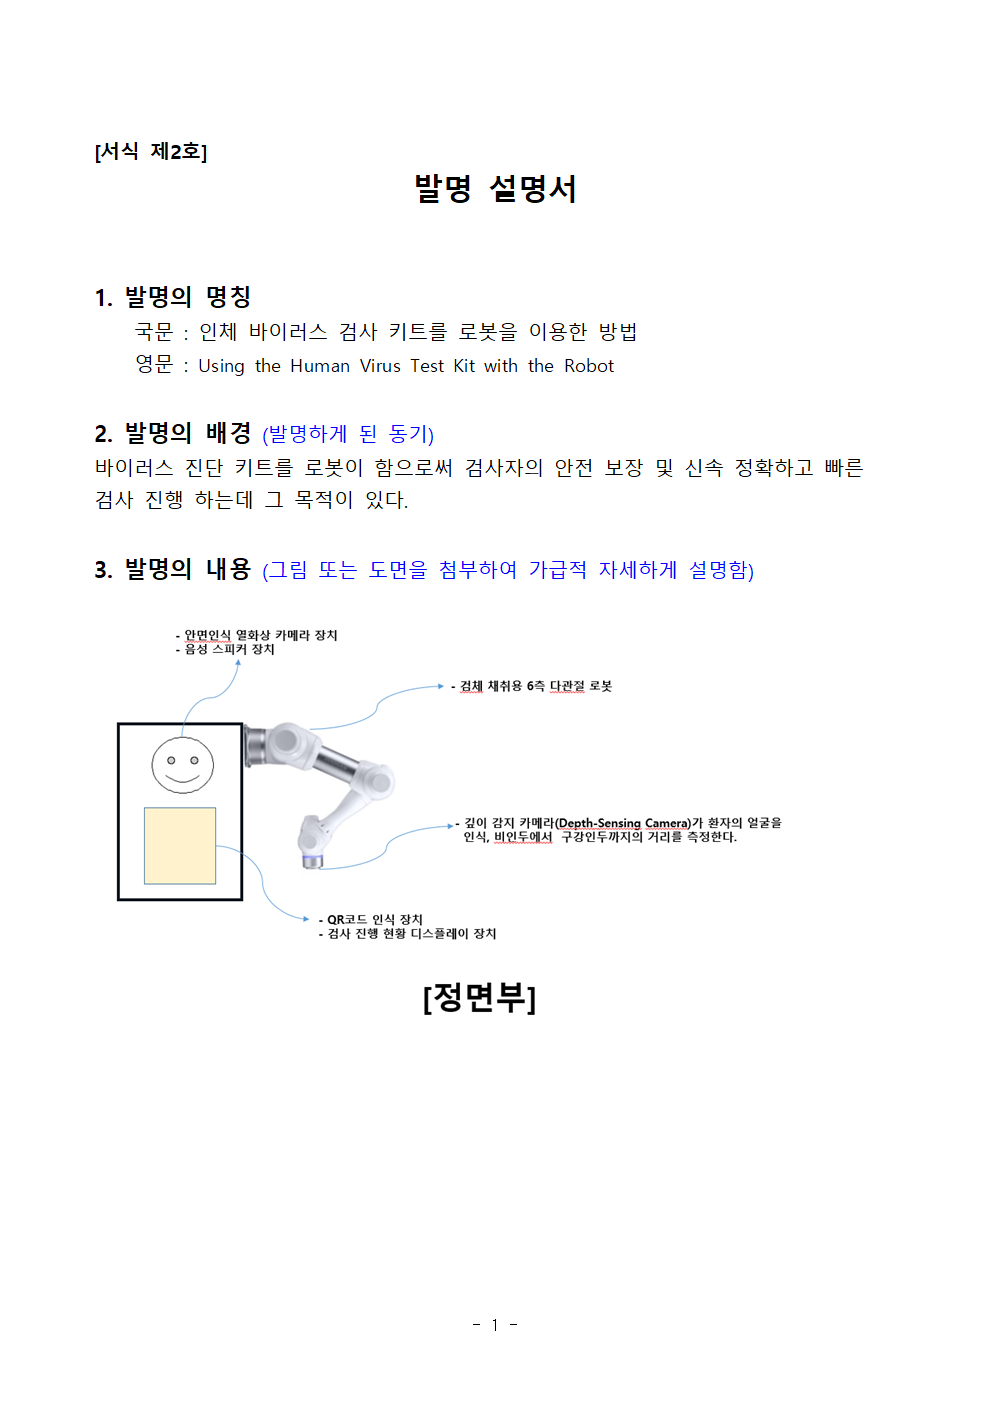 [서식 제2호]
발명 설명서
1. 발명의 명칭
국문 : 인체 바이러스 검사 키트를 로봇을 이용한 방법
영문 : Using the Human Virus Test Kit with the Robot
2. 발명의 배경 (발명하게 된 동기)
바이러스 진단 키트를 로봇이 함으로써 검사자의 안전 보장 및 신속 정확하고 빠른
검사 진행 하는데 그 목적이 있다.
3. 발명의 내용 (그림 또는 도면을 첨부하여 가급적 자세하게 설명함)
- 안면인식 열화상 카메라 장치
- 음성 스피커 장치
- 검체 채취용 6측 다관절 로봇
- 깊이 감지 카메라(Depth-Sensing Camera)가 환자의 얼굴을
인식, 비인두에서 구강인두까지의 거리를 측정한다.
- QR코드 인식 장치
- 검사 진행 현황 디스플레이 장치
[정면부]
- 1 -